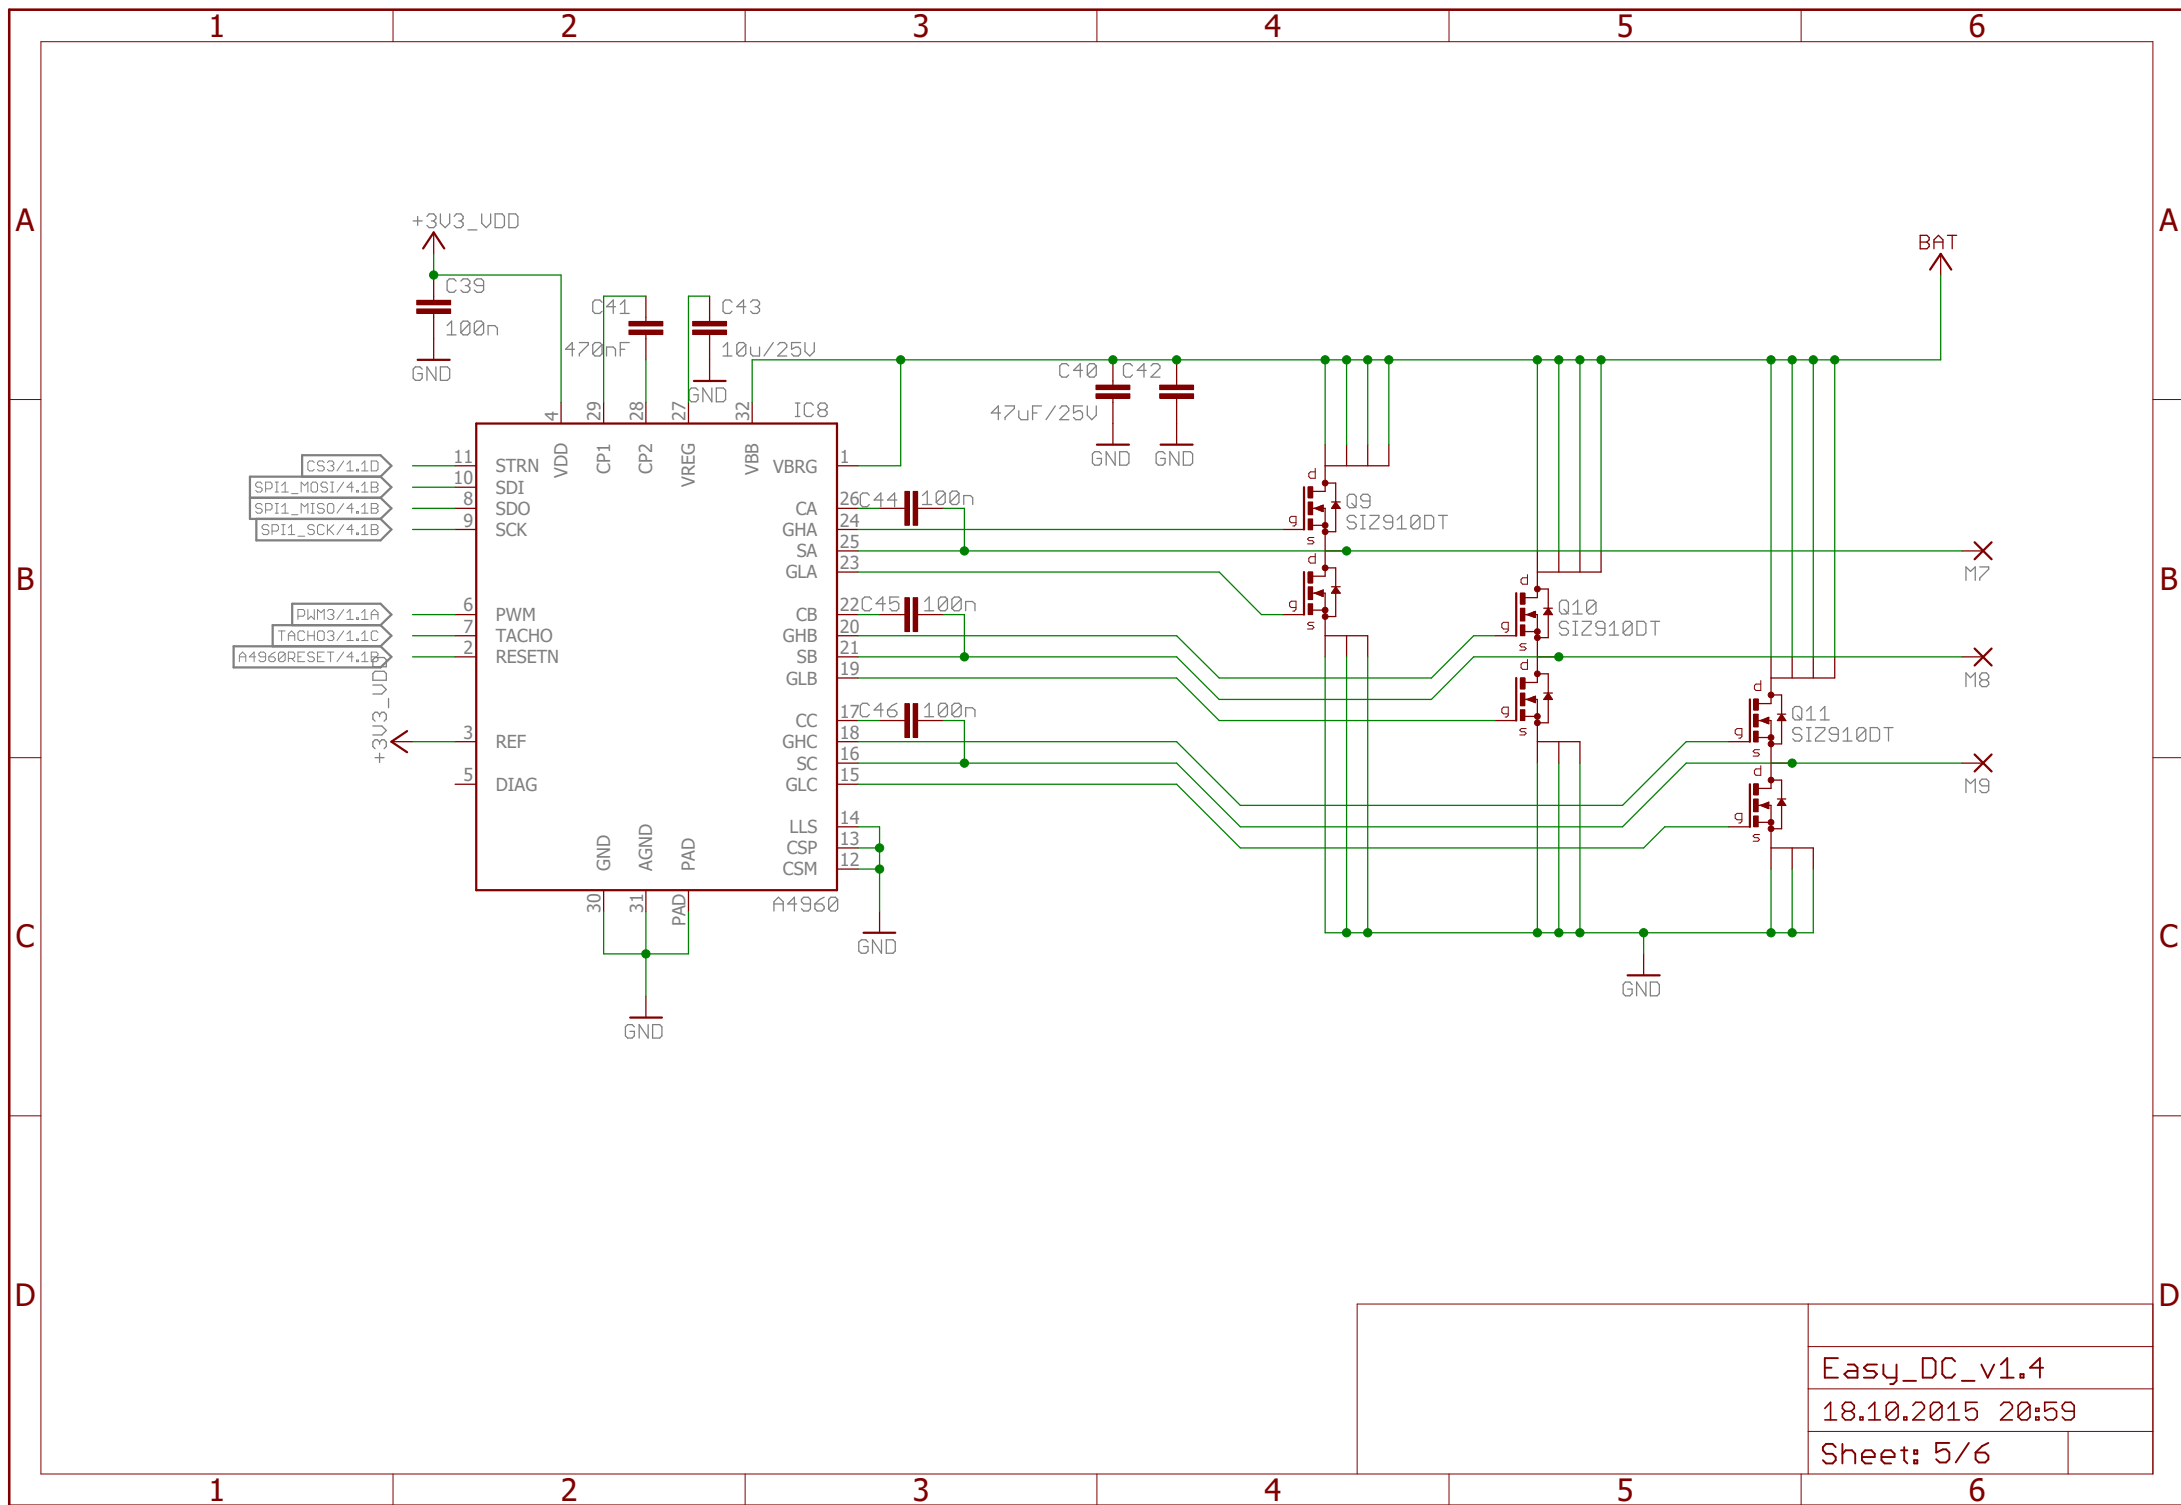 1 2 3 4 5 6
A A
+3V3_VDD
BAT
C39
100n
GND
C41
470nF
C43
10u/25V
GND
C40 C42
47uF/25V
GND GND
4 29 28 27 32 IC8
VDD CP1 CP2 VREG VBB
CS3/1.1D 11 STRN
SPI1_MOSI/4.1B 10 SDI
SPI1_MISO/4.1B 8 SDO
SPI1_SCK/4.1B 9 SCK
PWM3/1.1A 6 PWM
TACHO3/1.1C 7 TACHO
A4960RESET/4.1B 2 RESETN
+3V3_VDD
3 REF
5 DIAG
VBRG 1
CA 26 C44 100n
GHA 24
SA 25
GLA 23
CB 22 C45 100n
GHB 20
SB 21
GLB 19
CC 17 C46 100n
GHC 18
SC 16
GLC 15
LLS 14
CSP 13
CSM 12
GND AGND PAD
30 31 PAD
A4960
GND
GND
d
g
s
Q9
SIZ910DT
d
g
s
M7
B B
d
g
s
Q10
SIZ910DT
d
g
s
M8
d
g
s
Q11
SIZ910DT
d
g
s
M9
GND
C C
D D
Easy_DC_v1.4
18.10.2015 20:59
Sheet: 5/6
1 2 3 4 5 6